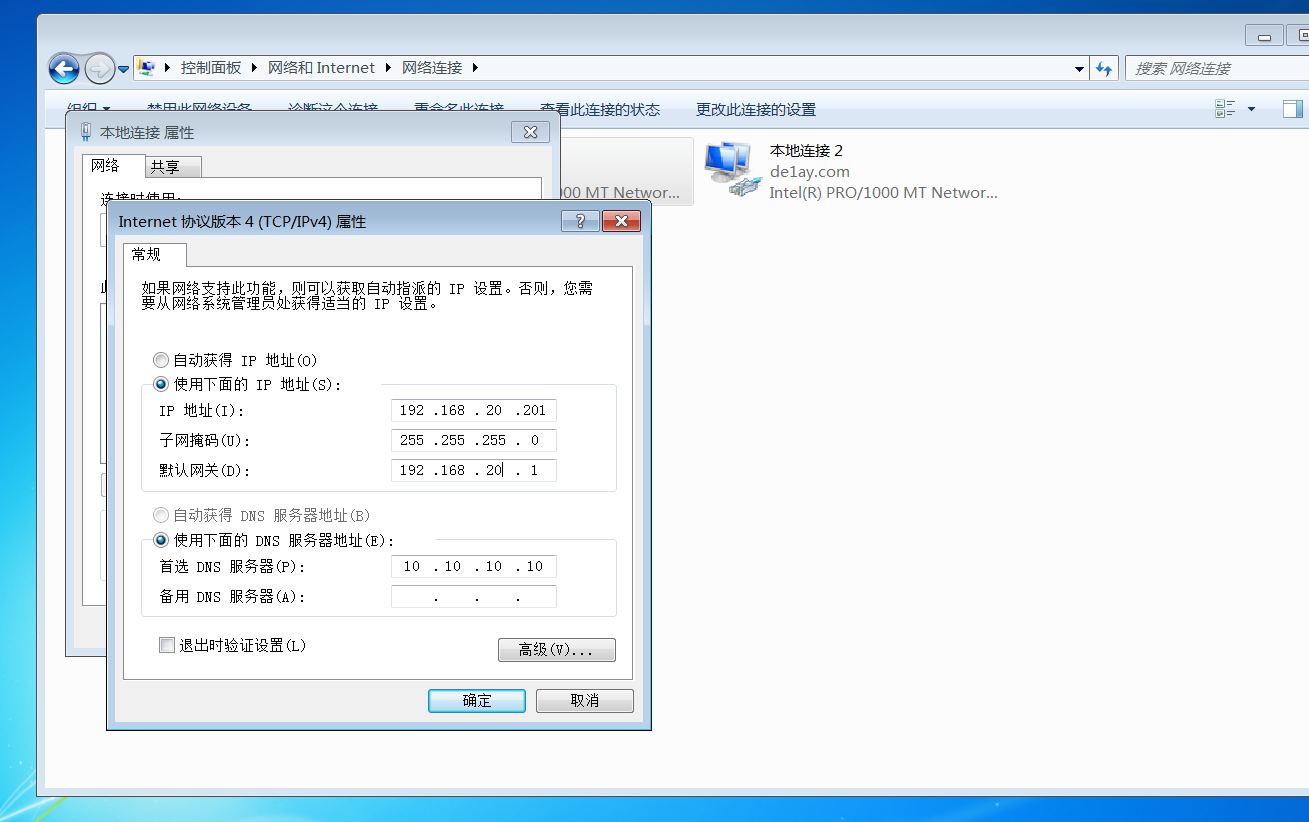 控制面板 网络和 Internet 网络连接
搜索 网络连接
组织 禁用此网络设备 诊断这个连接 重命名此连接 查看此连接的状态 更改此连接的设置
本地连接 属性
网络 共享
连接时使用:
000 MT Networ...
本地连接 2
de1ay.com
Intel(R) PRO/1000 MT Networ...
Internet 协议版本 4 (TCP/IPv4) 属性
?
常规
如果网络支持此功能，则可以获取自动指派的 IP 设置。否则，您需
要从网络系统管理员处获得适当的 IP 设置。
自动获得 IP 地址(O)
使用下面的 IP 地址(S):
IP 地址(I): 192 .168 . 20 .201
子网掩码(U): 255 .255 .255 . 0
默认网关(D): 192 .168 . 20 . 1
自动获得 DNS 服务器地址(B)
使用下面的 DNS 服务器地址(E):
首选 DNS 服务器(P): 10 . 10 . 10 . 10
备用 DNS 服务器(A): . . .
退出时验证设置(L)
高级(V)...
确定 取消